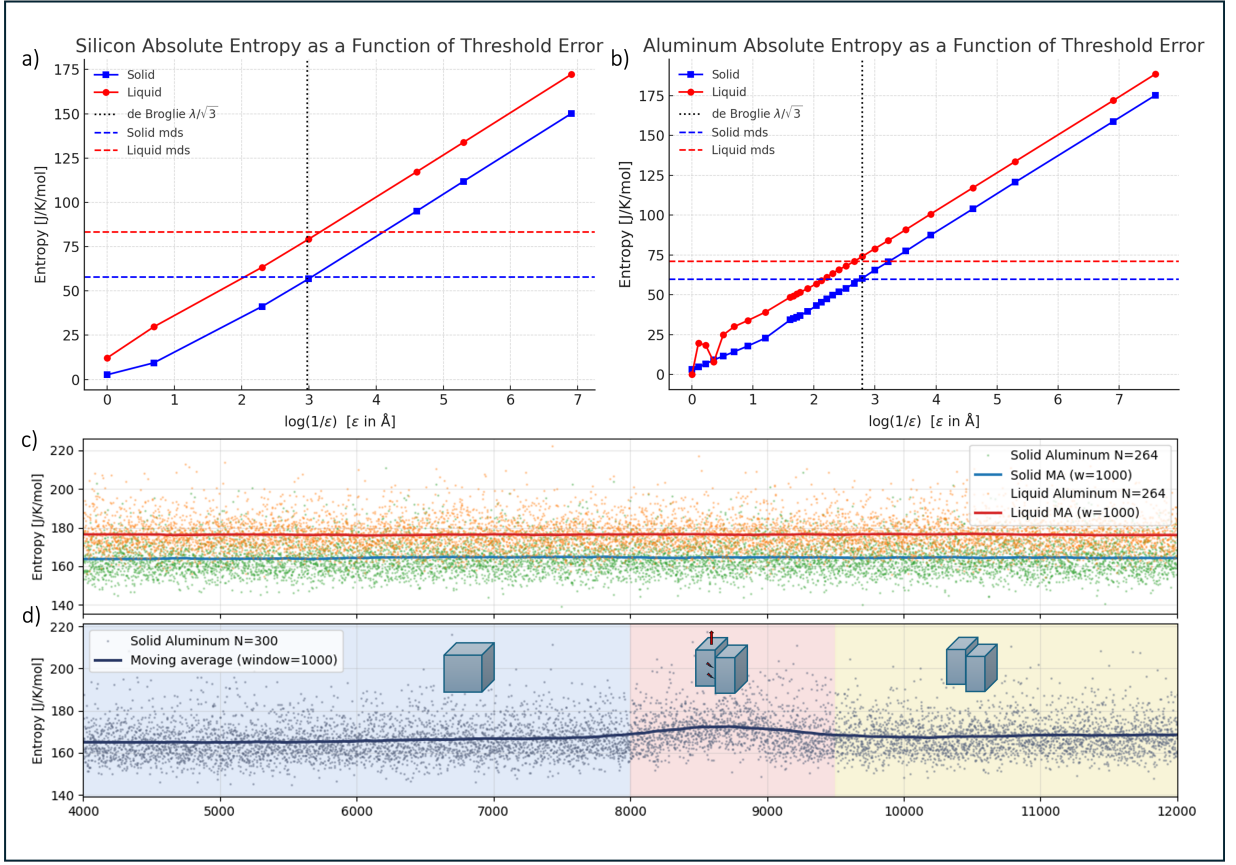 a)
Silicon Absolute Entropy as a Function of Threshold Error
Entropy [J/K/mol]
175
150
125
100
75
50
25
0
Solid
Liquid
de Broglie λ/√3
Solid mds
Liquid mds
0 1 2 3 4 5 6 7
log(1/ε) [ε in Å]
b)
Aluminum Absolute Entropy as a Function of Threshold Error
Entropy [J/K/mol]
175
150
125
100
75
50
25
0
Solid
Liquid
de Broglie λ/√3
Solid mds
Liquid mds
0 1 2 3 4 5 6 7
log(1/ε) [ε in Å]
c)
Entropy [J/K/mol]
220
200
180
160
140
Solid Aluminum N=264
Solid MA (w=1000)
Liquid Aluminum N=264
Liquid MA (w=1000)
d)
Entropy [J/K/mol]
220
200
180
160
140
Solid Aluminum N=300
Moving average (window=1000)
4000 5000 6000 7000 8000 9000 10000 11000 12000